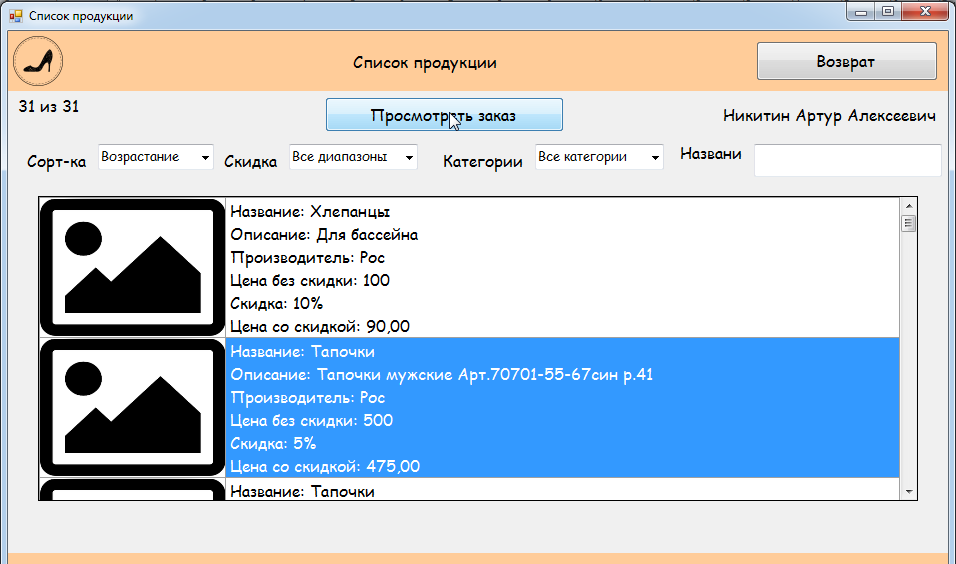 Список продукции
Список продукции
Возврат
31 из 31
Просмотреть заказ
Никитин Артур Алексеевич
Сорт-ка
Возрастание
Скидка
Все диапазоны
Категории
Все категории
Названи
Название: Хлепанцы
Описание: Для бассейна
Производитель: Рос
Цена без скидки: 100
Скидка: 10%
Цена со скидкой: 90,00
Название: Тапочки
Описание: Тапочки мужские Арт.70701-55-67син р.41
Производитель: Рос
Цена без скидки: 500
Скидка: 5%
Цена со скидкой: 475,00
Название: Тапочки